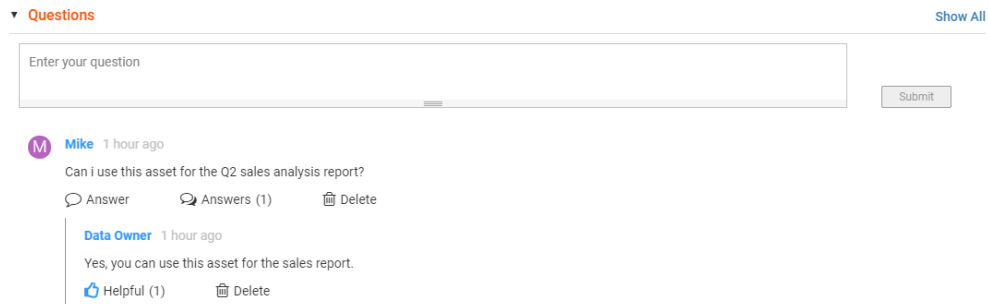 Questions
Show All
Enter your question
Submit
M
Mike 1 hour ago
Can i use this asset for the Q2 sales analysis report?
Answer Answers (1) Delete
Data Owner 1 hour ago
Yes, you can use this asset for the sales report.
Helpful (1) Delete